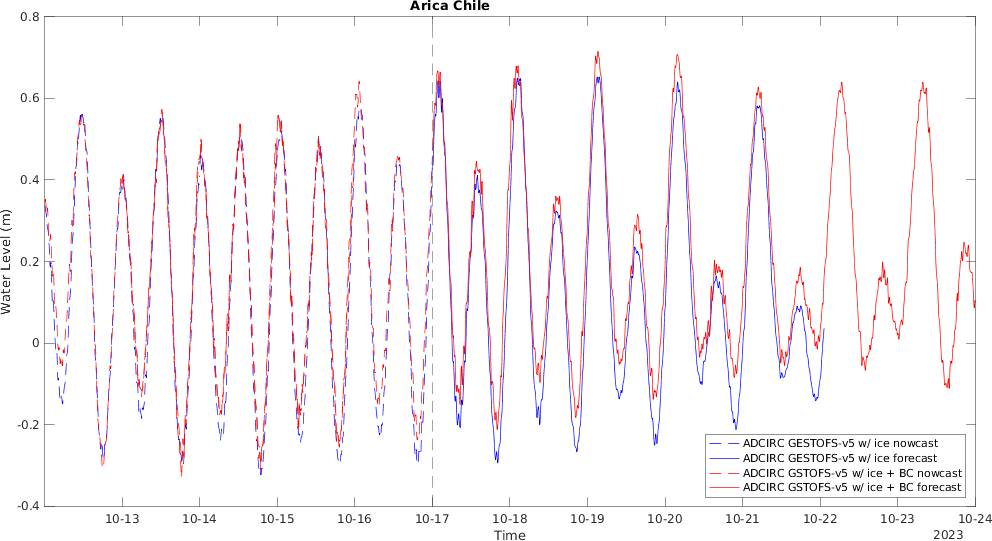 Arica Chile
0.8
0.6
0.4
0.2
0
-0.2
-0.4
Water Level (m)
10-13 10-14 10-15 10-16 10-17 10-18 10-19 10-20 10-21 10-22 10-23 10-24
Time
2023
ADCIRC GESTOFS-v5 w/ ice nowcast
ADCIRC GESTOFS-v5 w/ ice forecast
ADCIRC GSTOFS-v5 w/ ice + BC nowcast
ADCIRC GSTOFS-v5 w/ ice + BC forecast